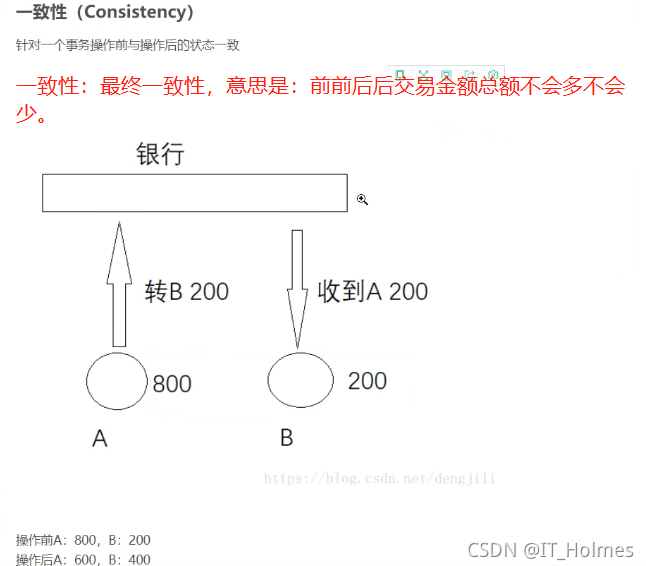 一致性（Consistency）
针对一个事务操作前与操作后的状态一致
一致性：最终一致性，意思是：前前后后交易金额总额不会多不会
少。
银行
转B 200
收到A 200
800
200
A
B
https://blog.csdn.net/dengjili
操作前A：800，B：200
操作后A：600，B：400
CSDN @IT_Holmes